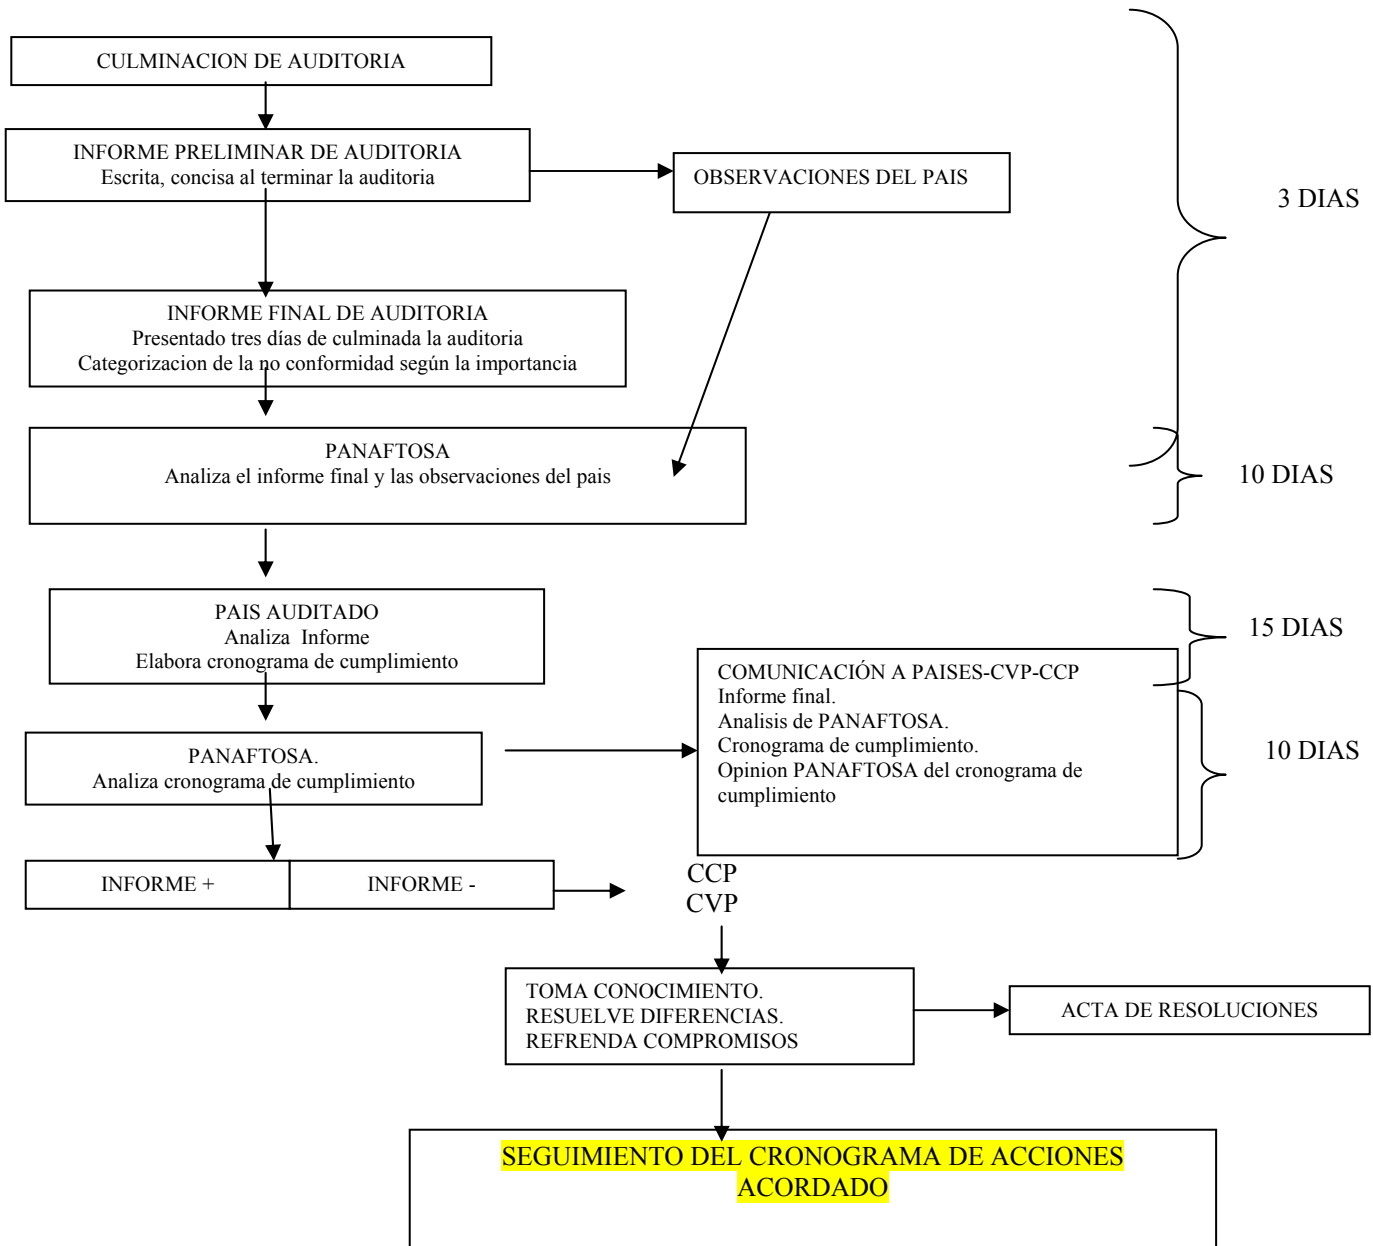 CULMINACION DE AUDITORIA
INFORME PRELIMINAR DE AUDITORIA
Escrita, concisa al terminar la auditoria
OBSERVACIONES DEL PAIS
3 DIAS
INFORME FINAL DE AUDITORIA
Presentado tres días de culminada la auditoria
Categorizacion de la no conformidad según la importancia
PANAFTOSA
Analiza el informe final y las observaciones del pais
10 DIAS
PAIS AUDITADO
Analiza Informe
Elabora cronograma de cumplimiento
15 DIAS
COMUNICACIÓN A PAISES-CVP-CCP
Informe final.
Analisis de PANAFTOSA.
Cronograma de cumplimiento.
Opinion PANAFTOSA del cronograma de
cumplimiento
10 DIAS
PANAFTOSA.
Analiza cronograma de cumplimiento
INFORME +
INFORME -
CCP
CVP
TOMA CONOCIMIENTO.
RESUELVE DIFERENCIAS.
REFRENDA COMPROMISOS
ACTA DE RESOLUCIONES
SEGUIMIENTO DEL CRONOGRAMA DE ACCIONES
ACORDADO